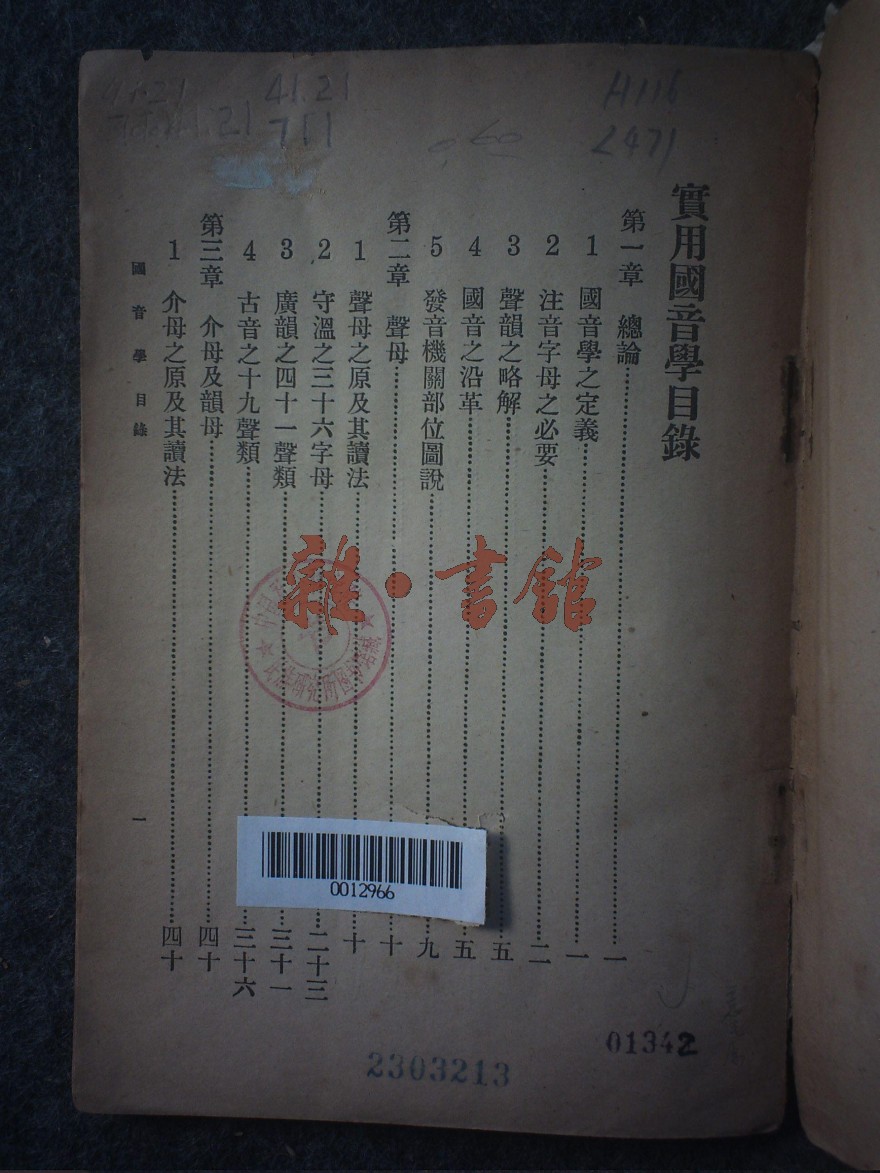 實用國音學目錄
第一章 總論……一
1 國音學之定義……一
2 注音字母之必要……二
3 聲韻之略解……五
4 國音之沿革……五
5 發音機關部位圖說……九
第二章 聲母……十
1 聲母之原及其讀法……十
2 守溫之三十六字母……二十三
3 廣韻之四十一聲類……三十一
4 古音之十九聲類……三十六
第三章 介母及韻母……四十
1 介母之原及其讀法……四十
國音學 目錄
一
41.21
711
H116
2471
雜·書館
0012966
2303213
01342